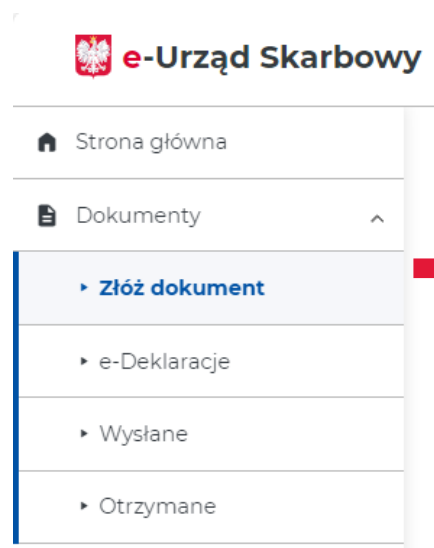 e-Urząd Skarbowy
Strona główna
Dokumenty
Złóż dokument
e-Deklaracje
Wysłane
Otrzymane